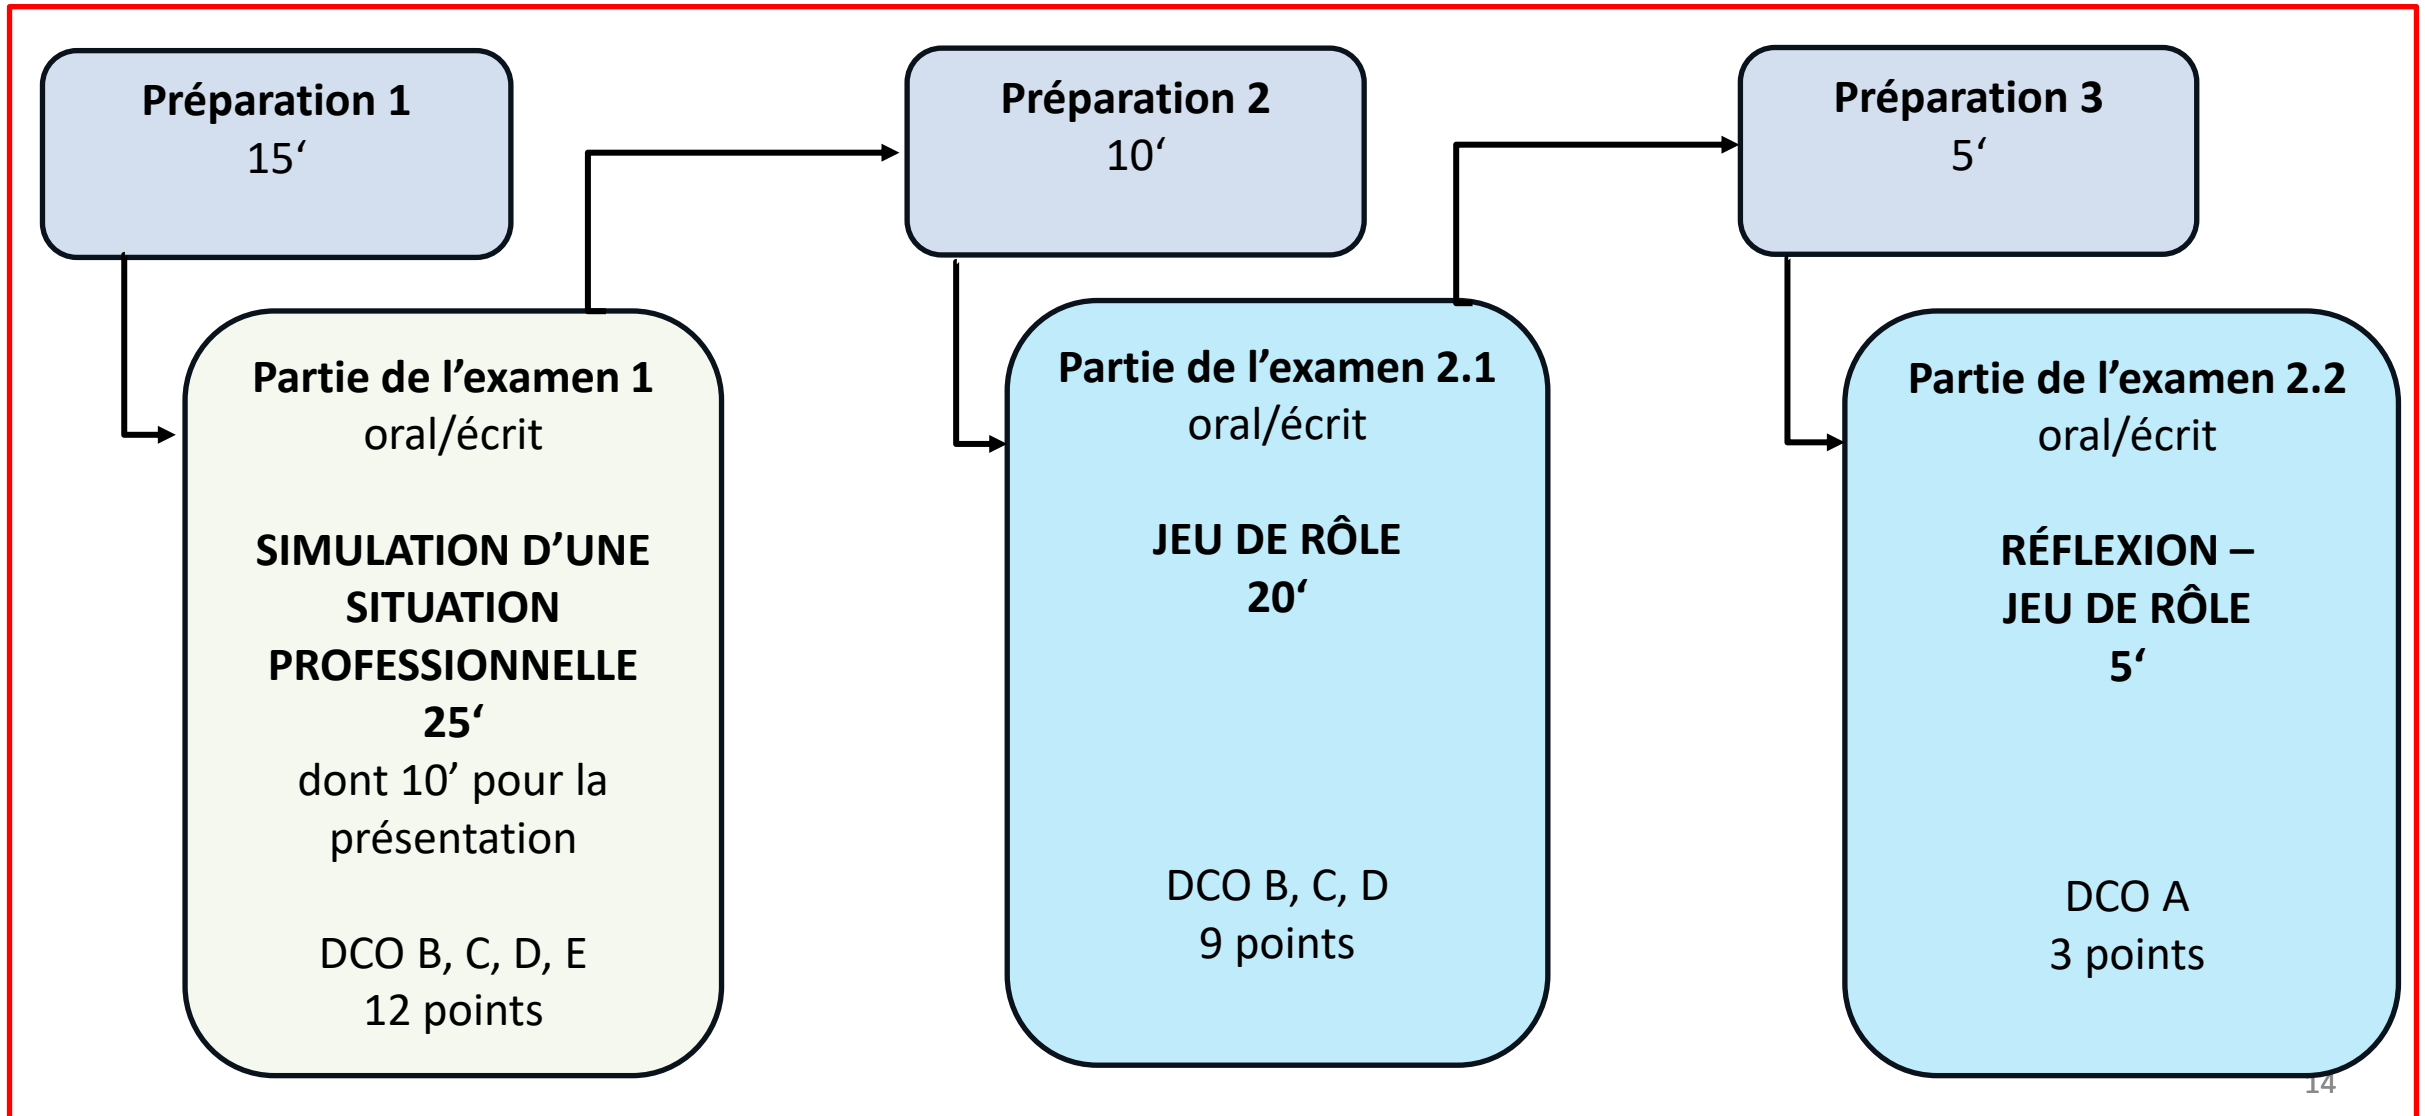 Préparation 1
15‘
Préparation 2
10‘
Préparation 3
5‘
Partie de l’examen 1
oral/écrit
SIMULATION D’UNE
SITUATION
PROFESSIONNELLE
25‘
dont 10’ pour la
présentation
DCO B, C, D, E
12 points
Partie de l’examen 2.1
oral/écrit
JEU DE RÔLE
20‘
DCO B, C, D
9 points
Partie de l’examen 2.2
oral/écrit
RÉFLEXION –
JEU DE RÔLE
5‘
DCO A
3 points
14